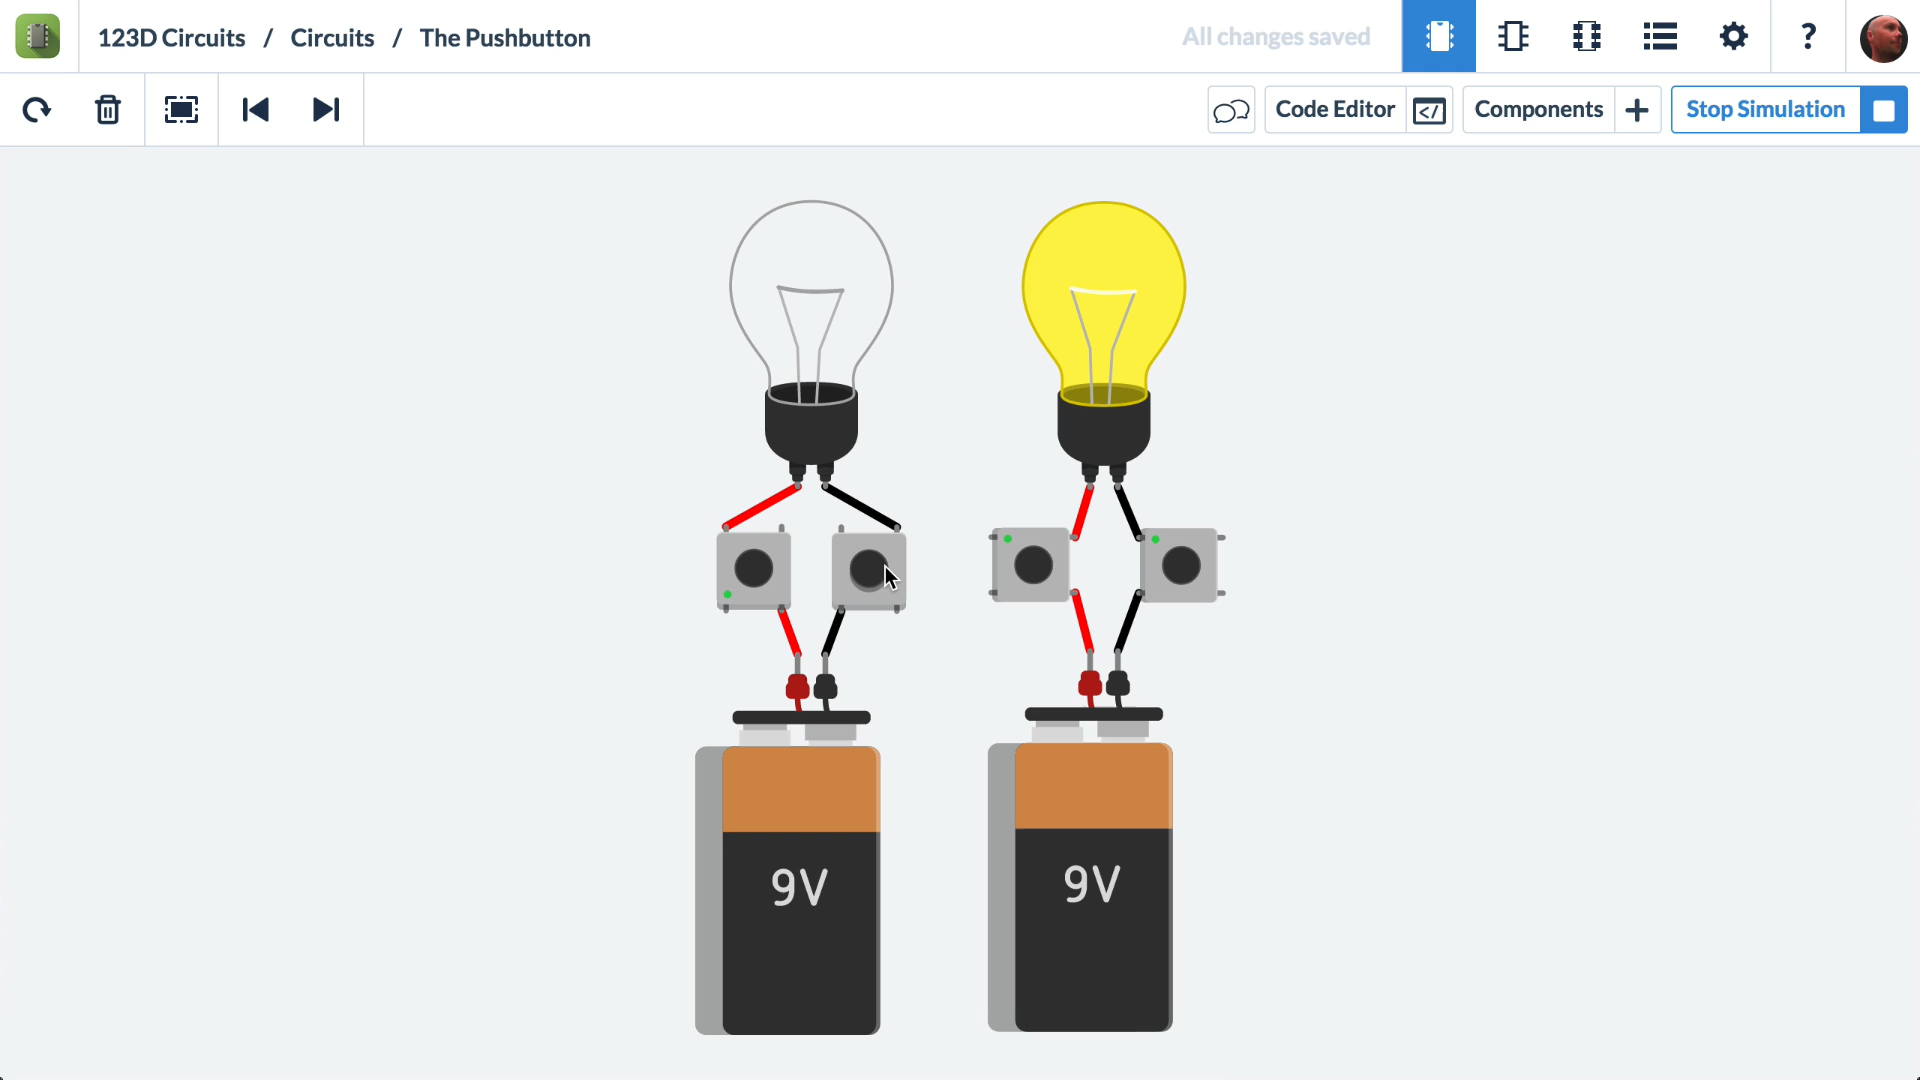 123D Circuits / Circuits / The Pushbutton
All changes saved
?
Code Editor </>
Components +
Stop Simulation
9V
9V